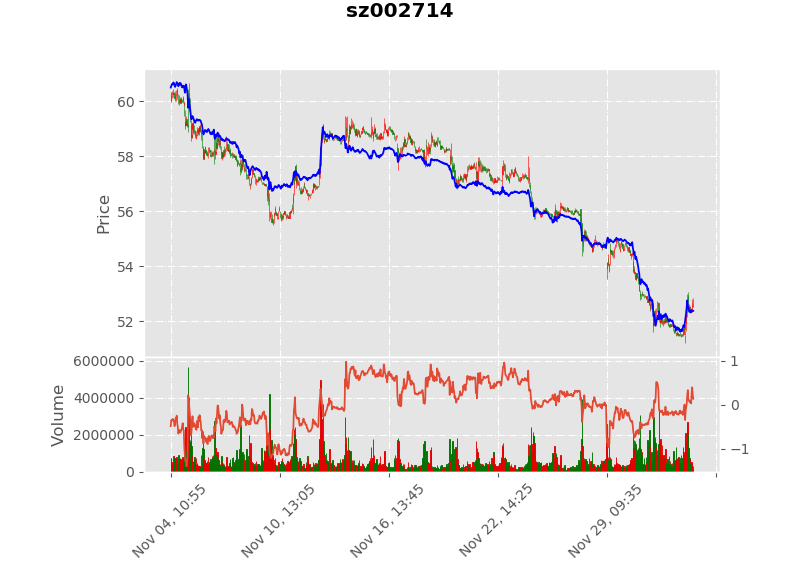 sz002714
60
58
56
54
52
Price
6000000
4000000
2000000
0
Volume
1
0
−1
Nov 04, 10:55
Nov 10, 13:05
Nov 16, 13:45
Nov 22, 14:25
Nov 29, 09:35